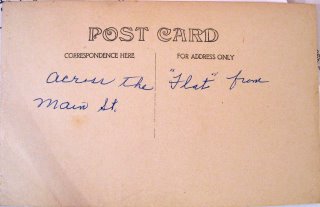 POST CARD
CORRESPONDENCE HERE
FOR ADDRESS ONLY
across the "Flat" from
Main St.